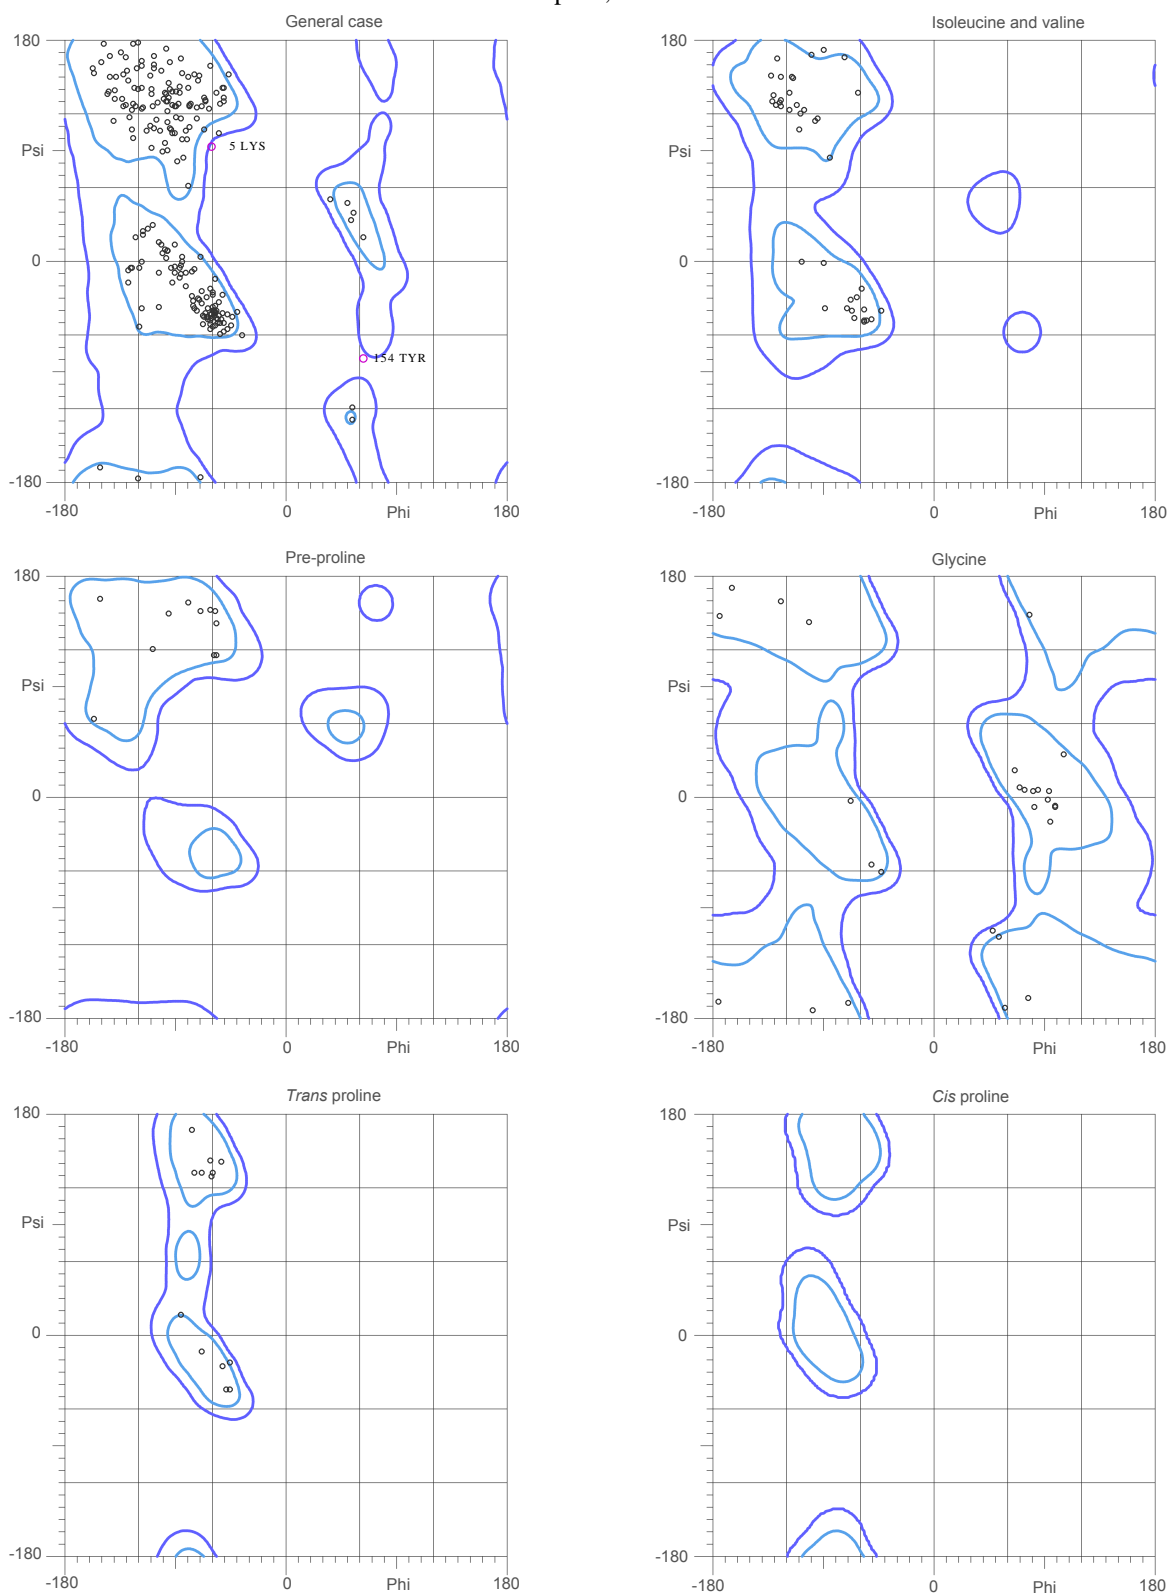 General case
Isoleucine and valine
180
180
5 LYS
Psi
Psi
0
0
154 TYR
-180
-180
-180
0
Phi
180
-180
0
Phi
180
Pre-proline
Glycine
180
180
Psi
Psi
0
0
-180
-180
-180
0
Phi
180
-180
0
Phi
180
Trans proline
Cis proline
180
180
Psi
Psi
0
0
-180
-180
-180
0
Phi
180
-180
0
Phi
180